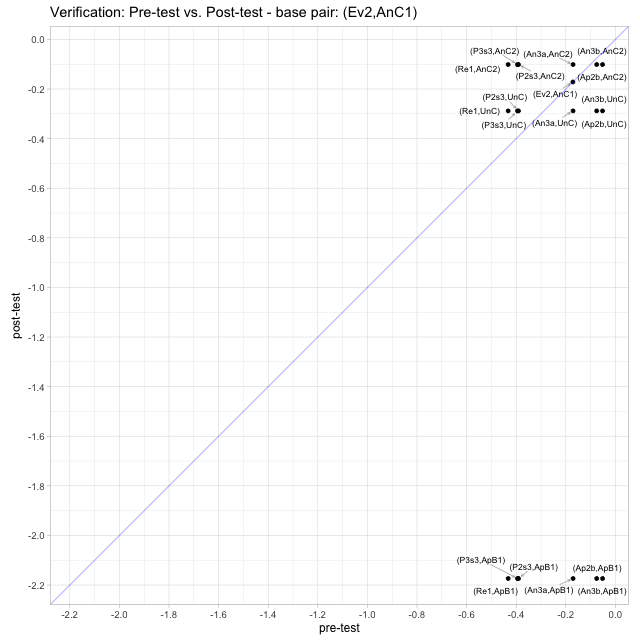 Verification: Pre-test vs. Post-test - base pair: (Ev2,AnC1)
0.0
(P3s3,AnC2)
(An3a,AnC2)
(An3b,AnC2)
(Re1,AnC2)
(P2s3,AnC2)
(Ap2b,AnC2)
-0.2
(Ev2,AnC1)
(P2s3,UnC)
(An3b,UnC)
(Re1,UnC)
(P3s3,UnC)
(An3a,UnC)
(Ap2b,UnC)
-0.4
-0.6
-0.8
-1.0
-1.2
-1.4
-1.6
-1.8
-2.0
-2.2
post-test
(P3s3,ApB1)
(P2s3,ApB1)
(Ap2b,ApB1)
(Re1,ApB1)
(An3a,ApB1)
(An3b,ApB1)
-2.2 -2.0 -1.8 -1.6 -1.4 -1.2 -1.0 -0.8 -0.6 -0.4 -0.2 0.0
pre-test